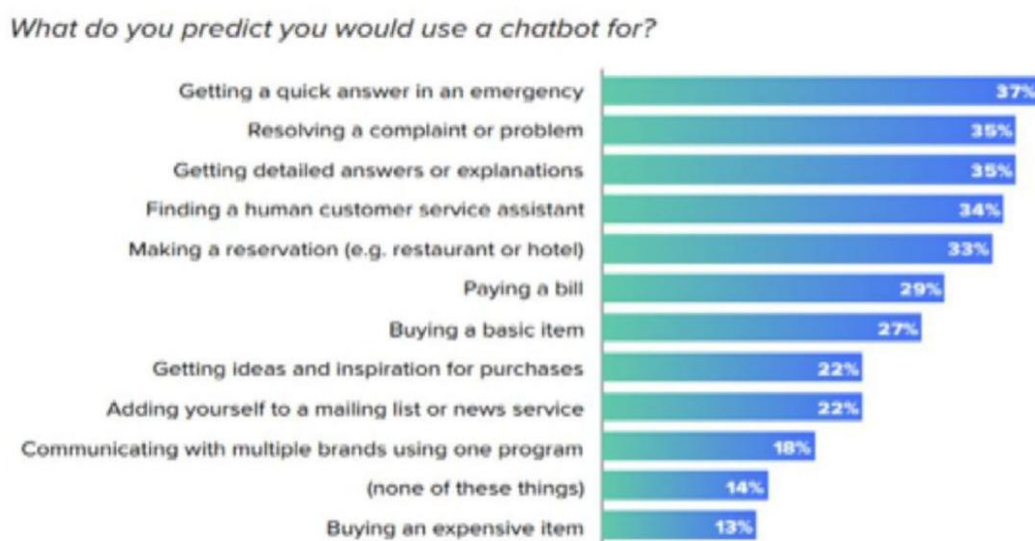 What do you predict you would use a chatbot for?
Getting a quick answer in an emergency 37%
Resolving a complaint or problem 35%
Getting detailed answers or explanations 35%
Finding a human customer service assistant 34%
Making a reservation (e.g. restaurant or hotel) 33%
Paying a bill 29%
Buying a basic item 27%
Getting ideas and inspiration for purchases 22%
Adding yourself to a mailing list or news service 22%
Communicating with multiple brands using one program 18%
(none of these things) 14%
Buying an expensive item 13%